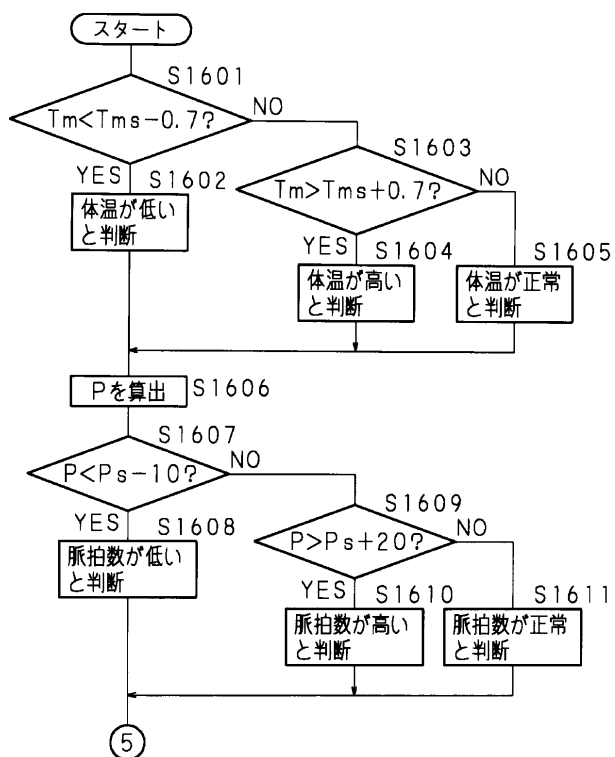 スタート
S1601
Tm<Tms-0.7?
NO
S1603
YES
S1602
Tm>Tms+0.7?
NO
体温が低い
と判断
YES
S1604
S1605
体温が高い
と判断
体温が正常
と判断
Pを算出
S1606
S1607
P<Ps-10?
NO
S1609
YES
S1608
P>Ps+20?
NO
脈拍数が低い
と判断
YES
S1610
S1611
脈拍数が高い
と判断
脈拍数が正常
と判断
5